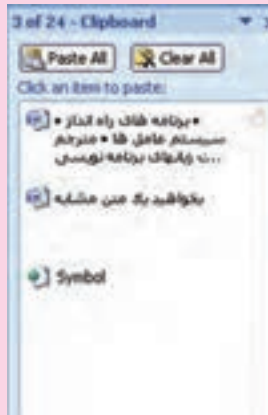 3 of 24 - Clipboard
Paste All Clear All
Click an item to paste:
• برنامه های راه انداز •
سیستم عامل ها • مترجم
...ت زبانهای برنامه نویسی
بخواهید یک متن مشابه
Symbol